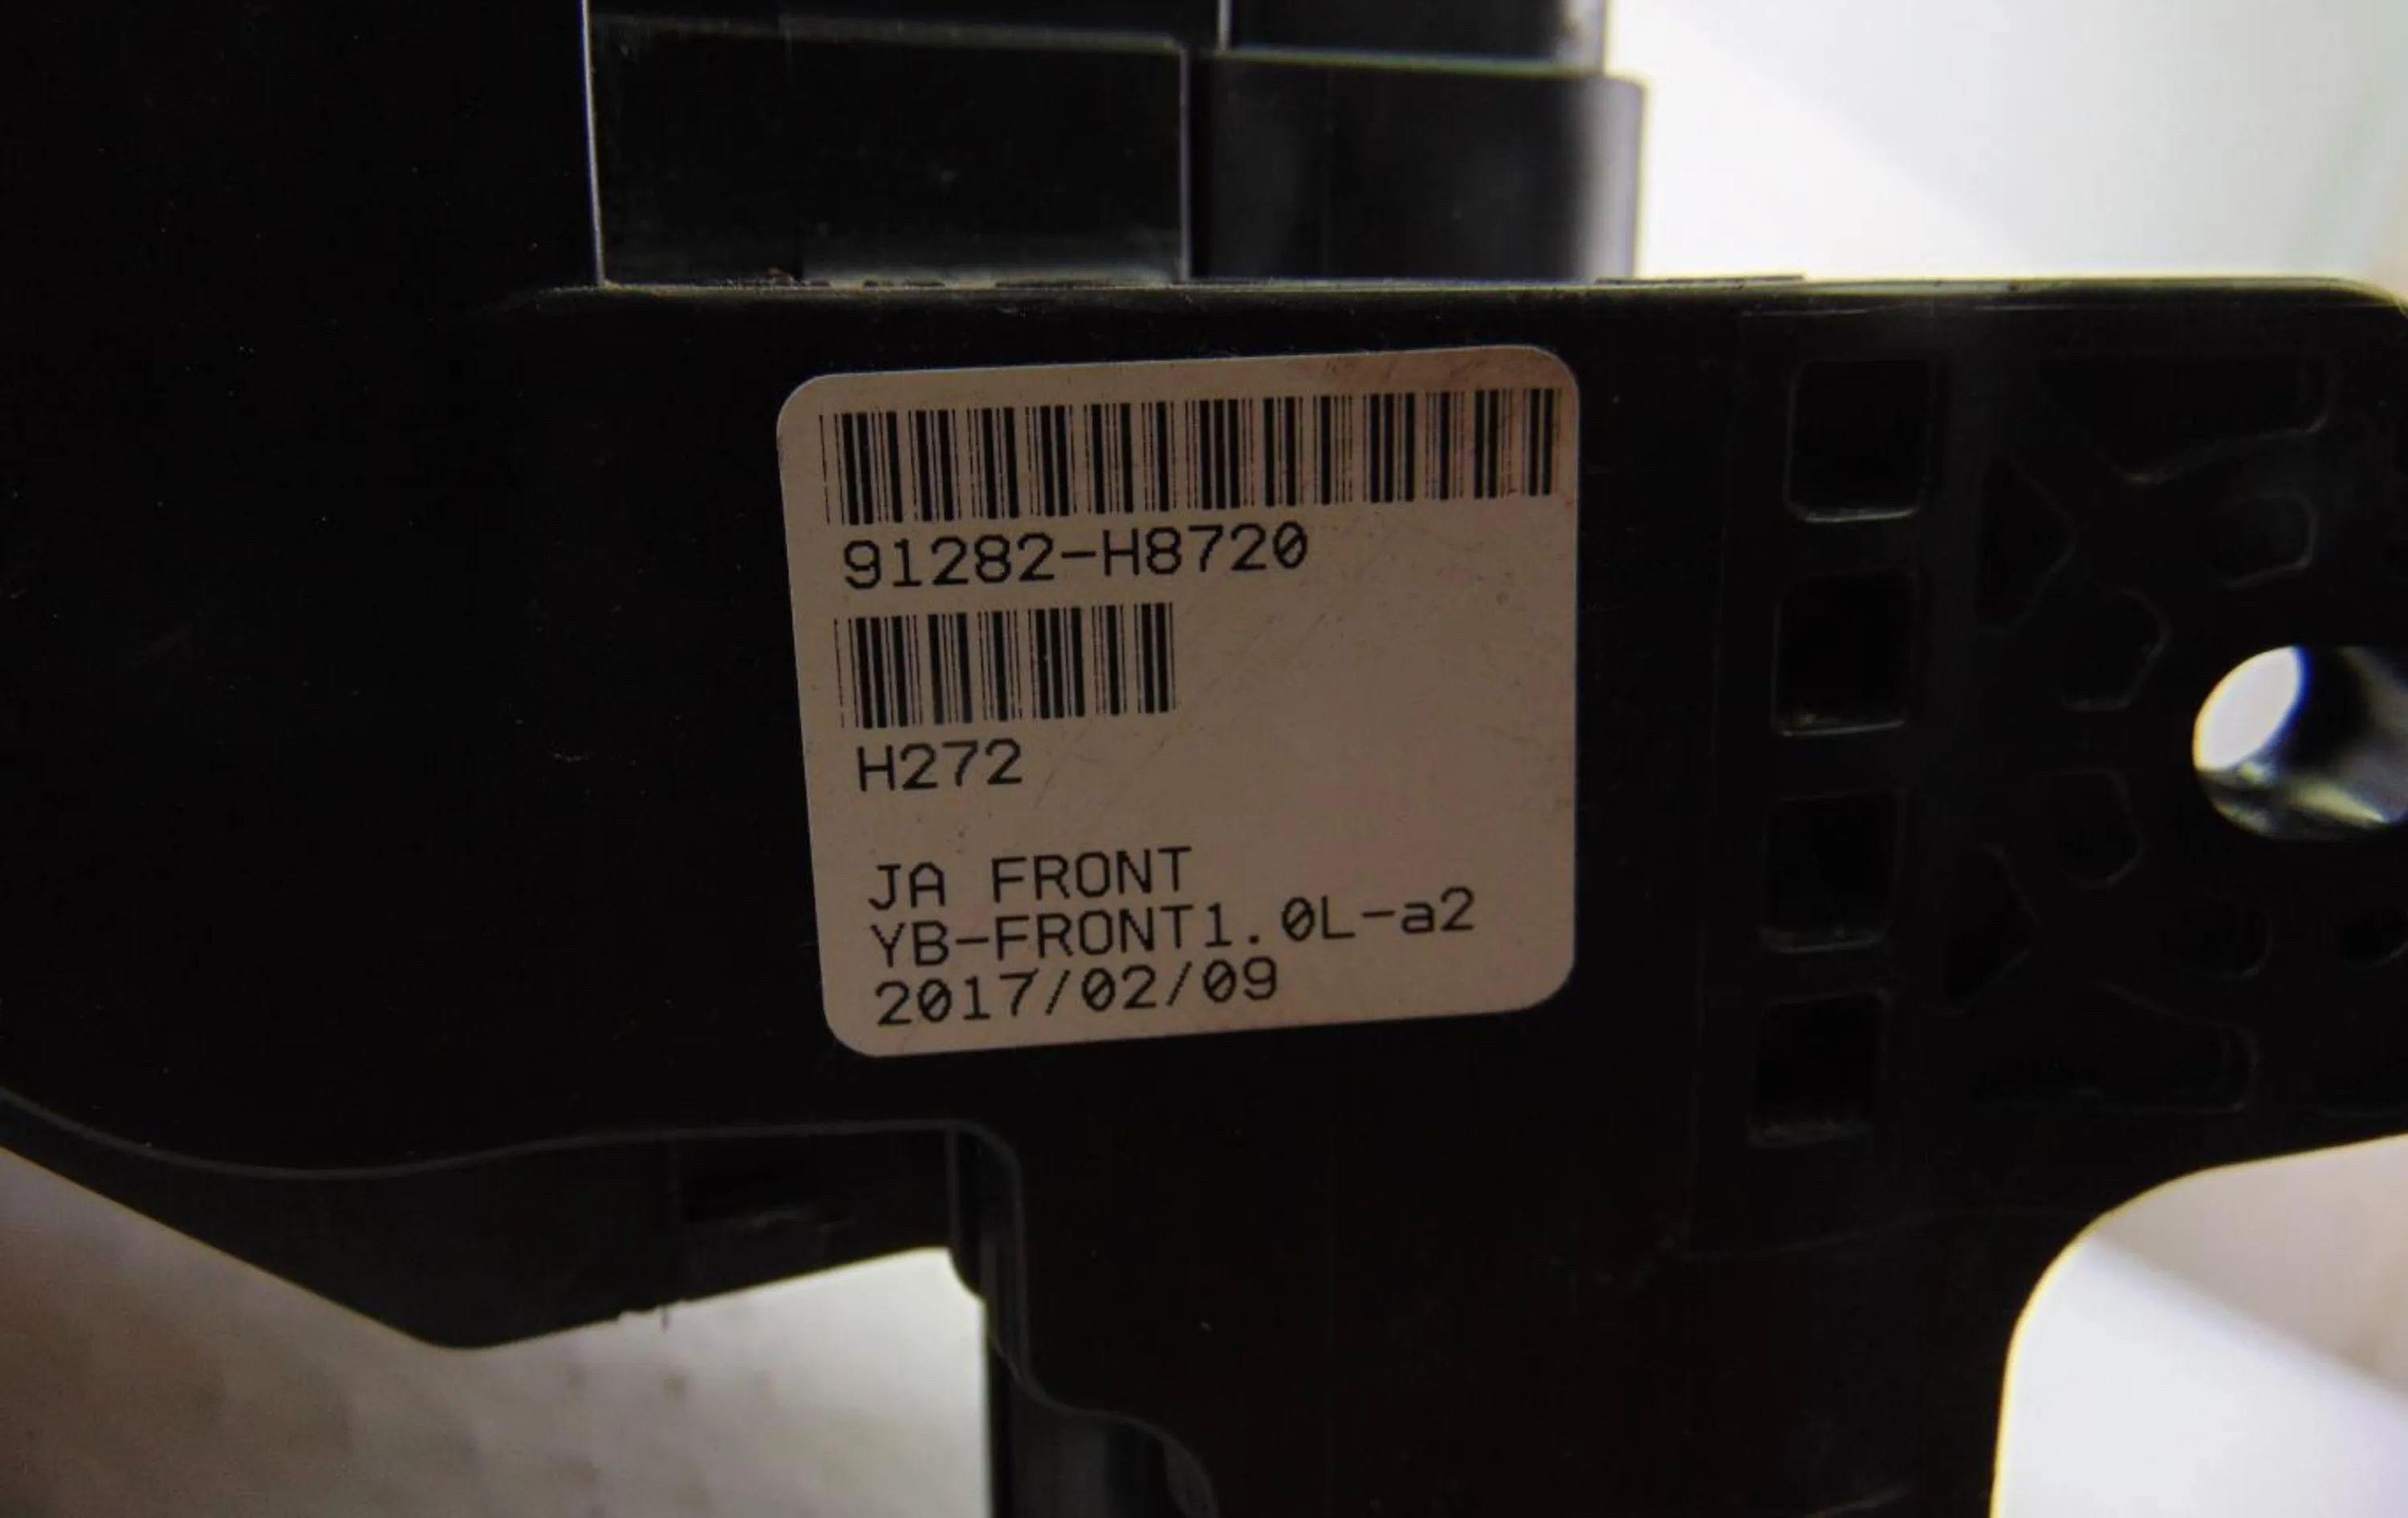 91282-H8720
H272
JA FRONT
YB-FRONT1.0L-a2
2017/02/09